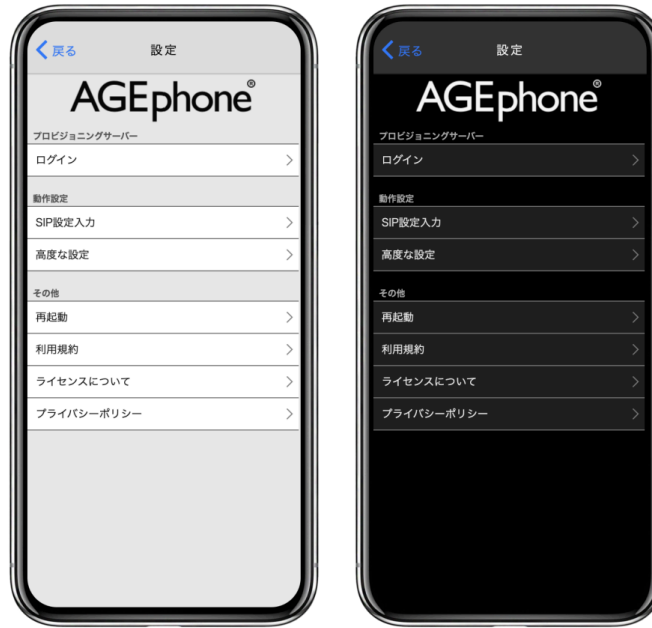 戻る
設定
AGEphone®
プロビジョニングサーバー
ログイン
動作設定
SIP設定入力
高度な設定
その他
再起動
利用規約
ライセンスについて
プライバシーポリシー
戻る
設定
AGEphone®
プロビジョニングサーバー
ログイン
動作設定
SIP設定入力
高度な設定
その他
再起動
利用規約
ライセンスについて
プライバシーポリシー